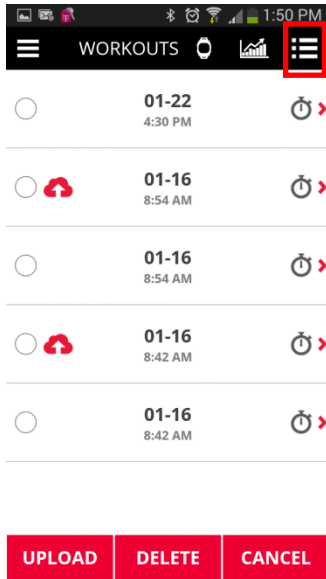 1:50 PM
WORKOUTS
01-22
4:30 PM
01-16
8:54 AM
01-16
8:54 AM
01-16
8:42 AM
01-16
8:42 AM
UPLOAD DELETE CANCEL